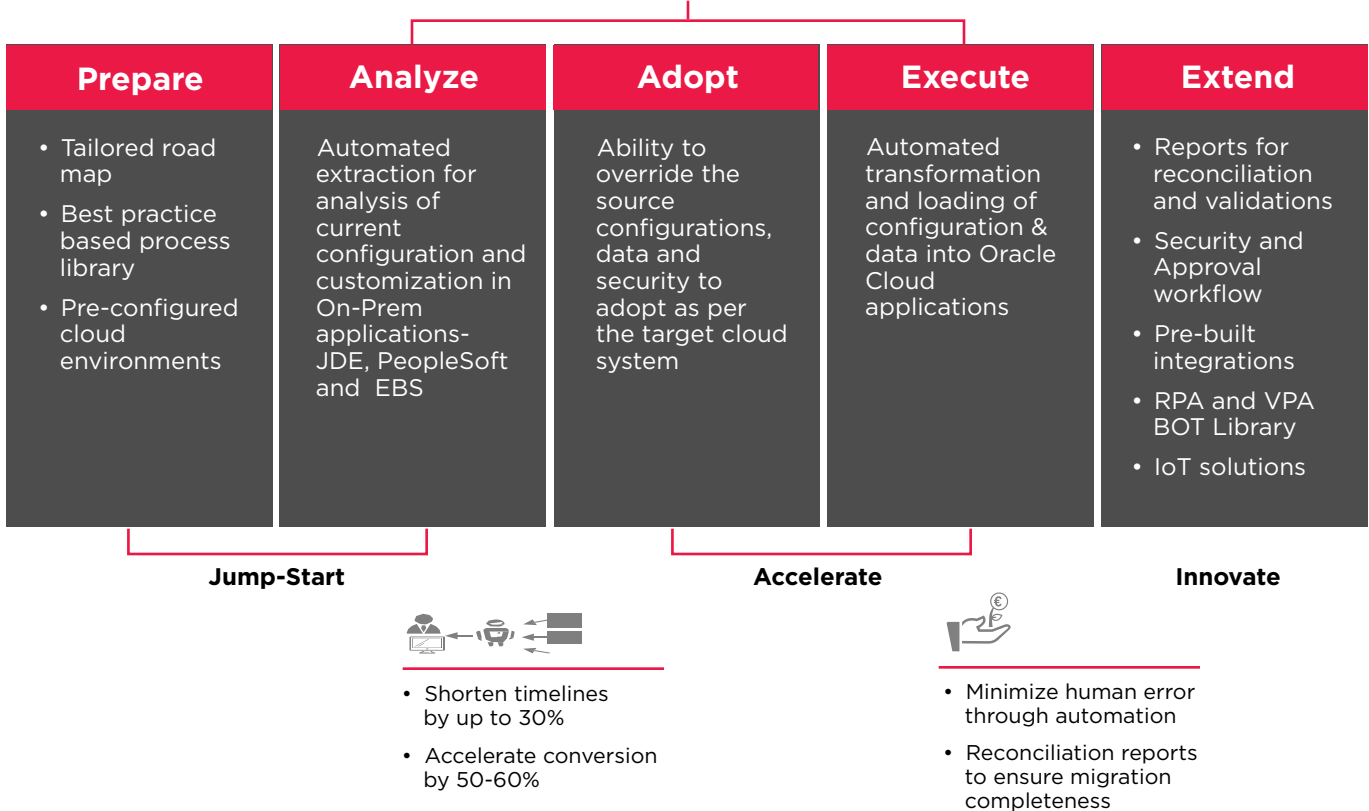 Prepare
• Tailored road
map
• Best practice
based process
library
• Pre-configured
cloud
environments
Analyze
Automated
extraction for
analysis of
current
configuration and
customization in
On-Prem
applications-
JDE, PeopleSoft
and EBS
Adopt
Ability to
override the
source
configurations,
data and
security to
adopt as per
the target cloud
system
Execute
Automated
transformation
and loading of
configuration &
data into Oracle
Cloud
applications
Extend
• Reports for
reconciliation
and validations
• Security and
Approval
workflow
• Pre-built
integrations
• RPA and VPA
BOT Library
• IoT solutions
Jump-Start
Accelerate
Innovate
• Shorten timelines
by up to 30%
• Accelerate conversion
by 50-60%
€
• Minimize human error
through automation
• Reconciliation reports
to ensure migration
completeness